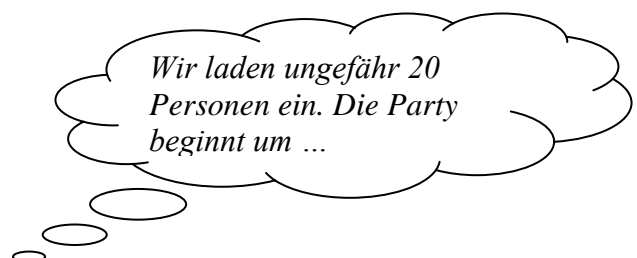 Wir laden ungefähr 20
Personen ein. Die Party
beginnt um …